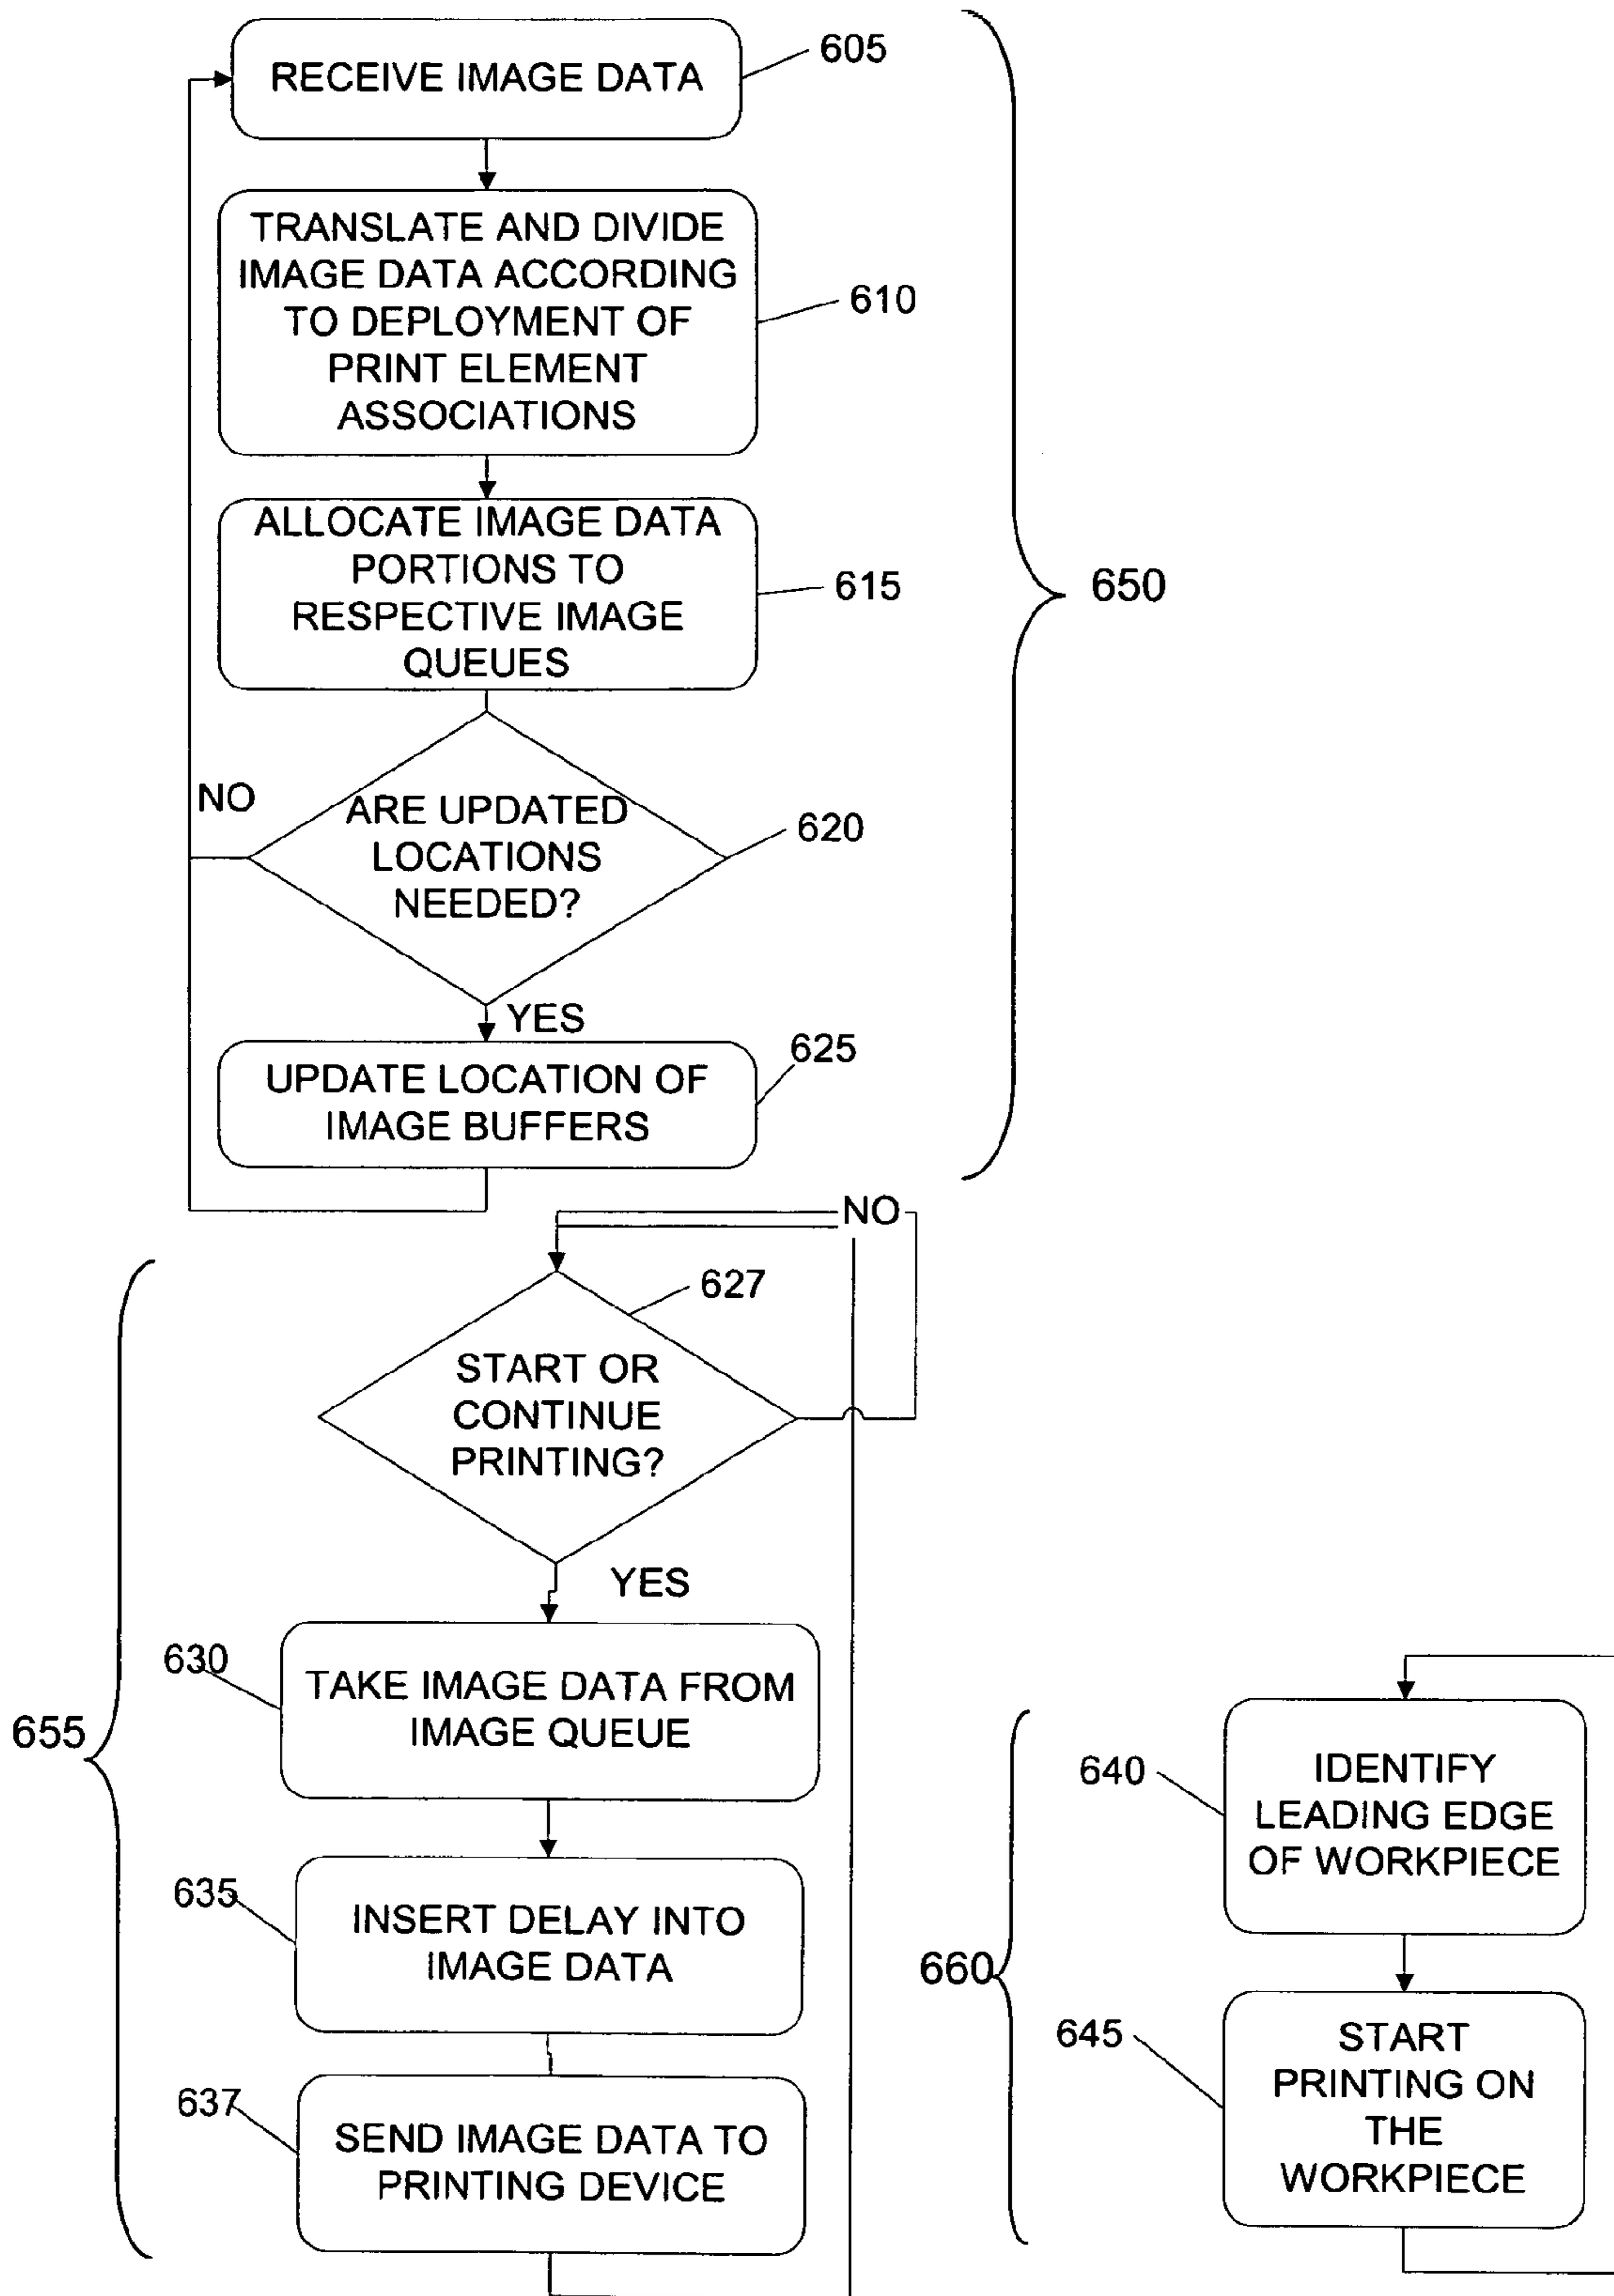 RECEIVE IMAGE DATA
605
TRANSLATE AND DIVIDE
IMAGE DATA ACCORDING
TO DEPLOYMENT OF
PRINT ELEMENT
ASSOCIATIONS
610
ALLOCATE IMAGE DATA
PORTIONS TO
RESPECTIVE IMAGE
QUEUES
615
650
NO
ARE UPDATED
LOCATIONS
NEEDED?
620
YES
UPDATE LOCATION OF
IMAGE BUFFERS
625
NO
627
START OR
CONTINUE
PRINTING?
YES
630
TAKE IMAGE DATA FROM
IMAGE QUEUE
655
635
INSERT DELAY INTO
IMAGE DATA
637
SEND IMAGE DATA TO
PRINTING DEVICE
640
IDENTIFY
LEADING EDGE
OF WORKPIECE
660
645
START
PRINTING ON
THE
WORKPIECE